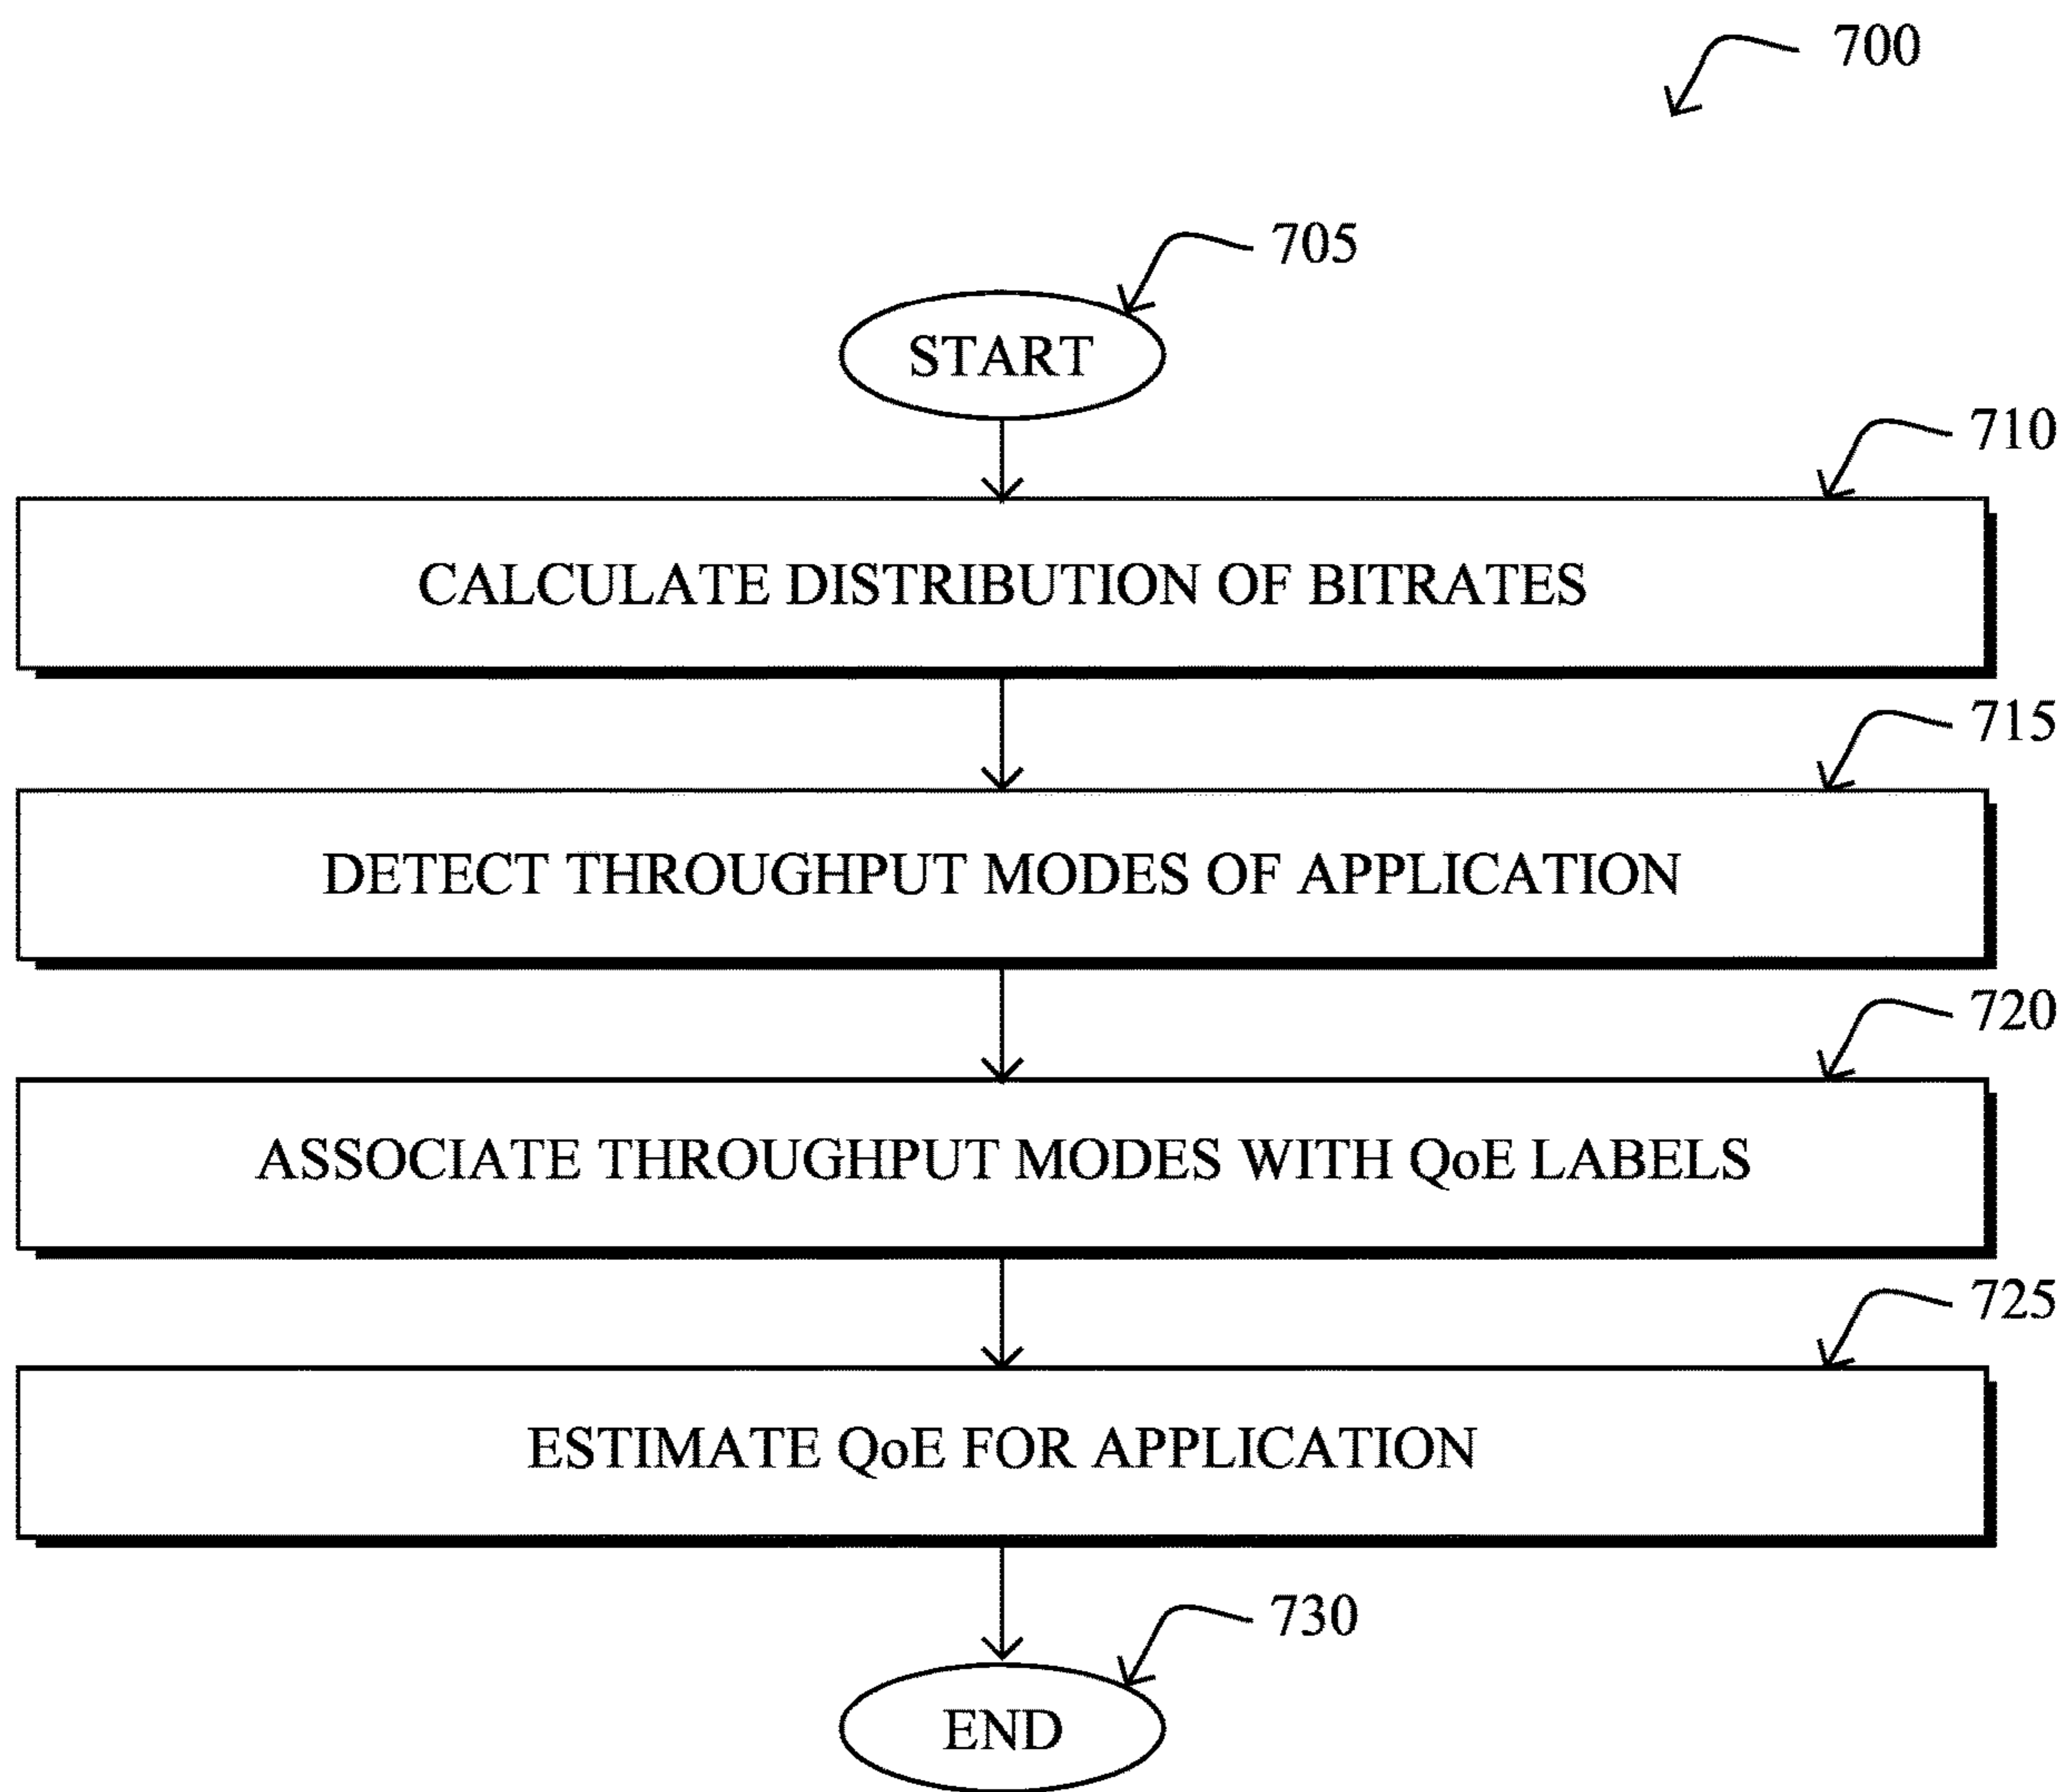 700
705
START
710
CALCULATE DISTRIBUTION OF BITRATES
715
DETECT THROUGHPUT MODES OF APPLICATION
720
ASSOCIATE THROUGHPUT MODES WITH QoE LABELS
725
ESTIMATE QoE FOR APPLICATION
730
END